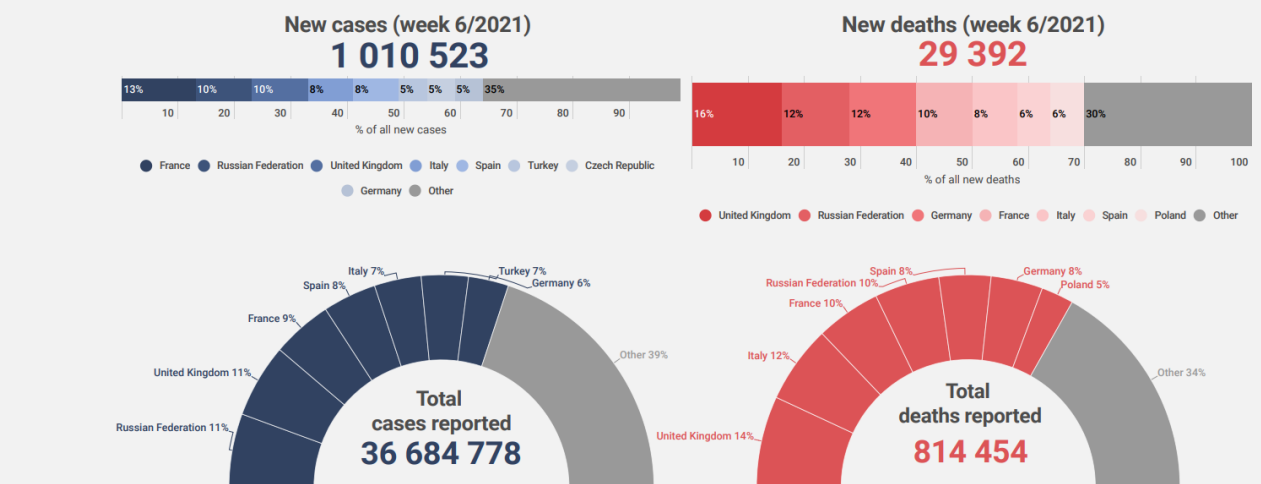 New cases (week 6/2021)
1 010 523
13% 10% 10% 8% 8% 5% 5% 5% 35%
10 20 30 40 50 60 70 80 90
% of all new cases
France Russian Federation United Kingdom Italy Spain Turkey Czech Republic
Germany Other
New deaths (week 6/2021)
29 392
16% 12% 12% 10% 8% 6% 6% 30%
10 20 30 40 50 60 70 80 90 100
% of all new deaths
United Kingdom Russian Federation Germany France Italy Spain Poland Other
Italy 7%
Turkey 7%
Spain 8%
Germany 6%
France 9%
Other 39%
United Kingdom 11%
Russian Federation 11%
Total
cases reported
36 684 778
Spain 8%
Germany 8%
Russian Federation 10%
Poland 5%
France 10%
Italy 12%
Other 34%
United Kingdom 14%
Total
deaths reported
814 454